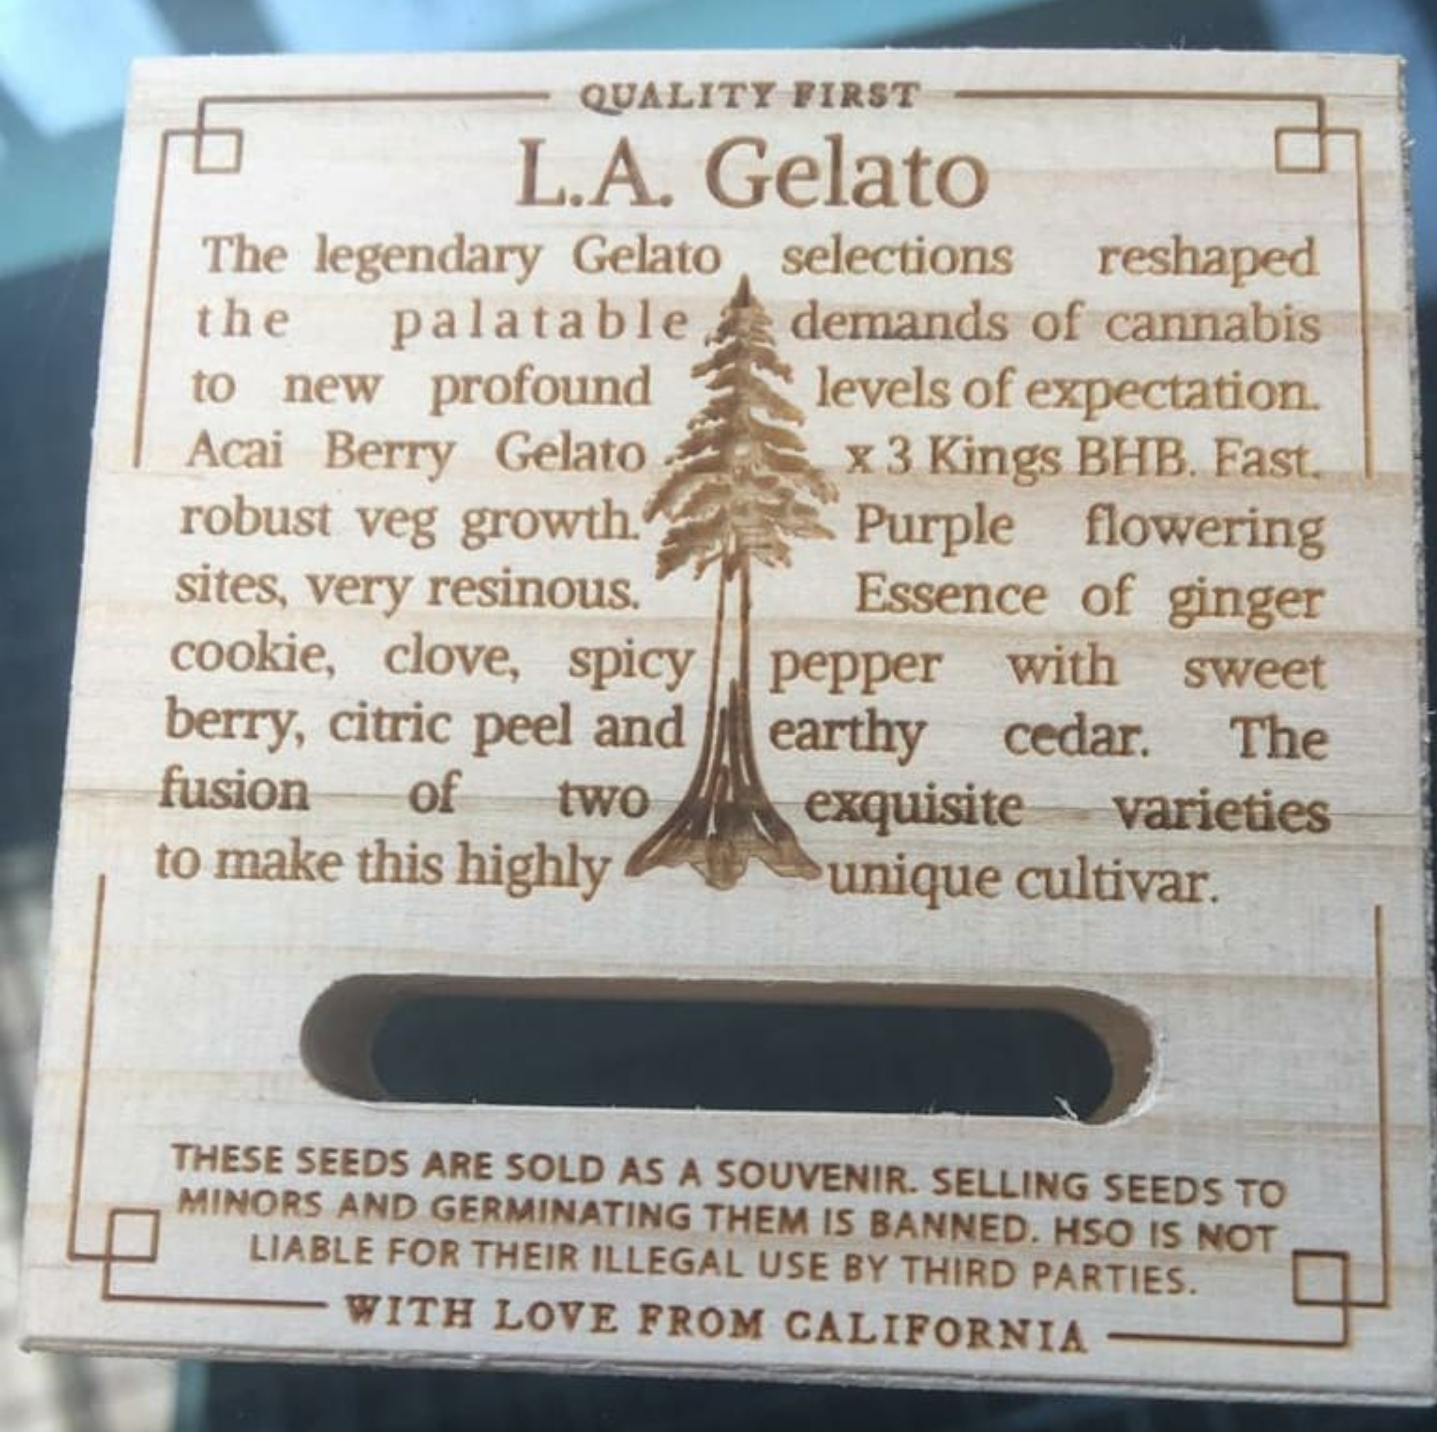 QUALITY FIRST
L.A. Gelato
The legendary Gelato selections reshaped
the palatable demands of cannabis
to new profound levels of expectation.
Acai Berry Gelato x 3 Kings BHB. Fast.
robust veg growth. Purple flowering
sites, very resinous. Essence of ginger
cookie, clove, spicy pepper with sweet
berry, citric peel and earthy cedar. The
fusion of two exquisite varieties
to make this highly unique cultivar.
THESE SEEDS ARE SOLD AS A SOUVENIR. SELLING SEEDS TO
MINORS AND GERMINATING THEM IS BANNED. HSO IS NOT
LIABLE FOR THEIR ILLEGAL USE BY THIRD PARTIES.
WITH LOVE FROM CALIFORNIA